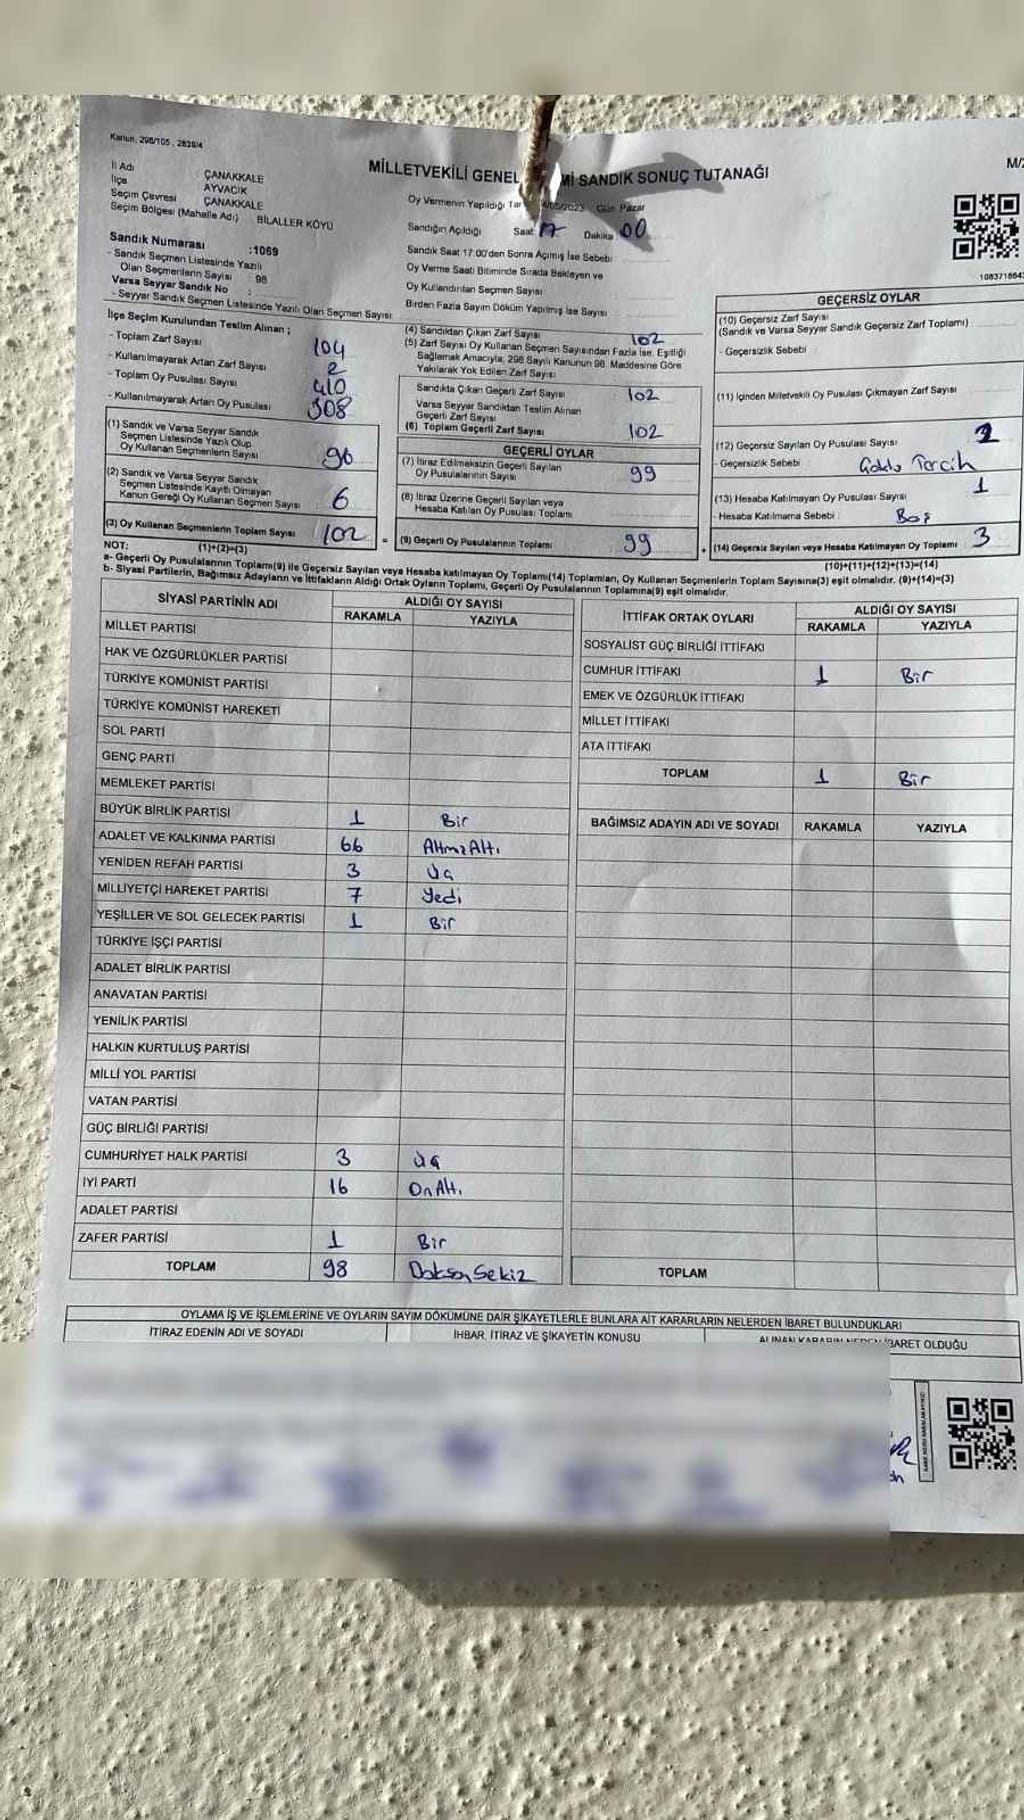 Kanun, 298/105 , 2839/4
MİLLETVEKİLİ GENEL Mİ SANDIK SONUÇ TUTANAĞI
İl Adı : ÇANAKKALE
İlçe : AYVACIK
Seçim Çevresi : ÇANAKKALE
Seçim Bölgesi (Mahalle Adı) : BİLALLER KÖYÜ
Sandık Numarası :1069
- Sandık Seçmen Listesinde Yazılı
Olan Seçmenlerin Sayısı : 98
Varsa Seyyar Sandık No :
- Seyyar Sandık Seçmen Listesinde Yazılı Olan Seçmen Sayısı
İlçe Seçim Kurulundan Teslim Alınan ;
- Toplam Zarf Sayısı 104
- Kullanılmayarak Artan Zarf Sayısı 2
- Toplam Oy Pusulası Sayısı 410
- Kullanılmayarak Artan Oy Pusulası 308
(1) Sandık ve Varsa Seyyar Sandık
Seçmen Listesinde Yazılı Olup
Oy Kullanan Seçmenlerin Sayısı 96
(2) Sandık ve Varsa Seyyar Sandık
Seçmen Listesinde Kayıtlı Olmayan
Kanun Gereği Oy Kullanan Seçmen Sayısı 6
(3) Oy Kullanan Seçmenlerin Toplam Sayısı 102 =
(1)+(2)=(3)
Oy Vermenin Yapıldığı Tar 4/05/2023 Gün Pazar
Sandığın Açıldığı Saat 17 Dakika 00
Sandık Saat 17:00'den Sonra Açılmış İse Sebebi
Oy Verme Saati Bitiminde Sırada Bekleyen ve
Oy Kullandırılan Seçmen Sayısı
Birden Fazla Sayım Döküm Yapılmış İse Sayısı
(4) Sandıktan Çıkan Zarf Sayısı 102
(5) Zarf Sayısı Oy Kullanan Seçmen Sayısından Fazla İse, Eşitliği
Sağlamak Amacıyla, 298 Sayılı Kanunun 98. Maddesine Göre
Yakılarak Yok Edilen Zarf Sayısı
Sandıkta Çıkan Geçerli Zarf Sayısı : 102
Varsa Seyyar Sandıktan Teslim Alınan
Geçerli Zarf Sayısı
(6) Toplam Geçerli Zarf Sayısı : 102
GEÇERLİ OYLAR
(7) İtiraz Edilmeksizin Geçerli Sayılan
Oy Pusulalarının Sayısı : 99
(8) İtiraz Üzerine Geçerli Sayılan veya
Hesaba Katılan Oy Pusulası Toplamı
(9) Geçerli Oy Pusulalarının Toplamı : 99 +
GEÇERSİZ OYLAR
(10) Geçersiz Zarf Sayısı
(Sandık ve Varsa Seyyar Sandık Geçersiz Zarf Toplamı)
- Geçersizlik Sebebi
(11) İçinden Milletvekili Oy Pusulası Çıkmayan Zarf Sayısı
(12) Geçersiz Sayılan Oy Pusulası Sayısı 2
- Geçersizlik Sebebi
(13) Hesaba Katılmayan Oy Pusulası Sayısı 1
- Hesaba Katılmama Sebebi : Boş
(14) Geçersiz Sayılan veya Hesaba Katılmayan Oy Toplamı 3
(10)+(11)+(12)+(13)=(14)
NOT:
a- Geçerli Oy Pusulalarının Toplamı(9) ile Geçersiz Sayılan veya Hesaba katılmayan Oy Toplamı(14) Toplamları, Oy Kullanan Seçmenlerin Toplam Sayısına(3) eşit olmalıdır. (9)+(14)=(3)
b- Siyasi Partilerin, Bağımsız Adayların ve İttifakların Aldığı Ortak Oyların Toplamı, Geçerli Oy Pusulalarının Toplamına(9) eşit olmalıdır.
SİYASİ PARTİNİN ADI ALDIĞI OY SAYISI
RAKAMLA YAZIYLA
MİLLET PARTİSİ
HAK VE ÖZGÜRLÜKLER PARTİSİ
TÜRKİYE KOMÜNİST PARTİSİ
TÜRKİYE KOMÜNİST HAREKETİ
SOL PARTİ
GENÇ PARTİ
MEMLEKET PARTİSİ
BÜYÜK BİRLİK PARTİSİ 1 Bir
ADALET VE KALKINMA PARTİSİ 66 AltmışAltı
YENİDEN REFAH PARTİSİ 3 Üç
MİLLİYETÇİ HAREKET PARTİSİ 7 Yedi
YEŞİLLER VE SOL GELECEK PARTİSİ 1 Bir
TÜRKİYE İŞÇİ PARTİSİ
ADALET BİRLİK PARTİSİ
ANAVATAN PARTİSİ
YENİLİK PARTİSİ
HALKIN KURTULUŞ PARTİSİ
MİLLİ YOL PARTİSİ
VATAN PARTİSİ
GÜÇ BİRLİĞİ PARTİSİ
CUMHURİYET HALK PARTİSİ 3 Üç
İYİ PARTİ 16 OnAltı
ADALET PARTİSİ
ZAFER PARTİSİ 1 Bir
TOPLAM 98 DoksanSekiz
İTTİFAK ORTAK OYLARI ALDIĞI OY SAYISI
RAKAMLA YAZIYLA
SOSYALİST GÜÇ BİRLİĞİ İTTİFAKI
CUMHUR İTTİFAKI 1 Bir
EMEK VE ÖZGÜRLÜK İTTİFAKI
MİLLET İTTİFAKI
ATA İTTİFAKI
TOPLAM 1 Bir
BAĞIMSIZ ADAYIN ADI VE SOYADI RAKAMLA YAZIYLA
TOPLAM
OYLAMA İŞ VE İŞLEMLERİNE VE OYLARIN SAYIM DÖKÜMÜNE DAİR ŞİKAYETLERLE BUNLARA AİT KARARLARIN NELERDEN İBARET BULUNDUKLARI
İTİRAZ EDENİN ADI VE SOYADI İHBAR, İTİRAZ VE ŞİKAYETİN KONUSU ALINAN KARARIN NEDEN İBARET OLDUĞU